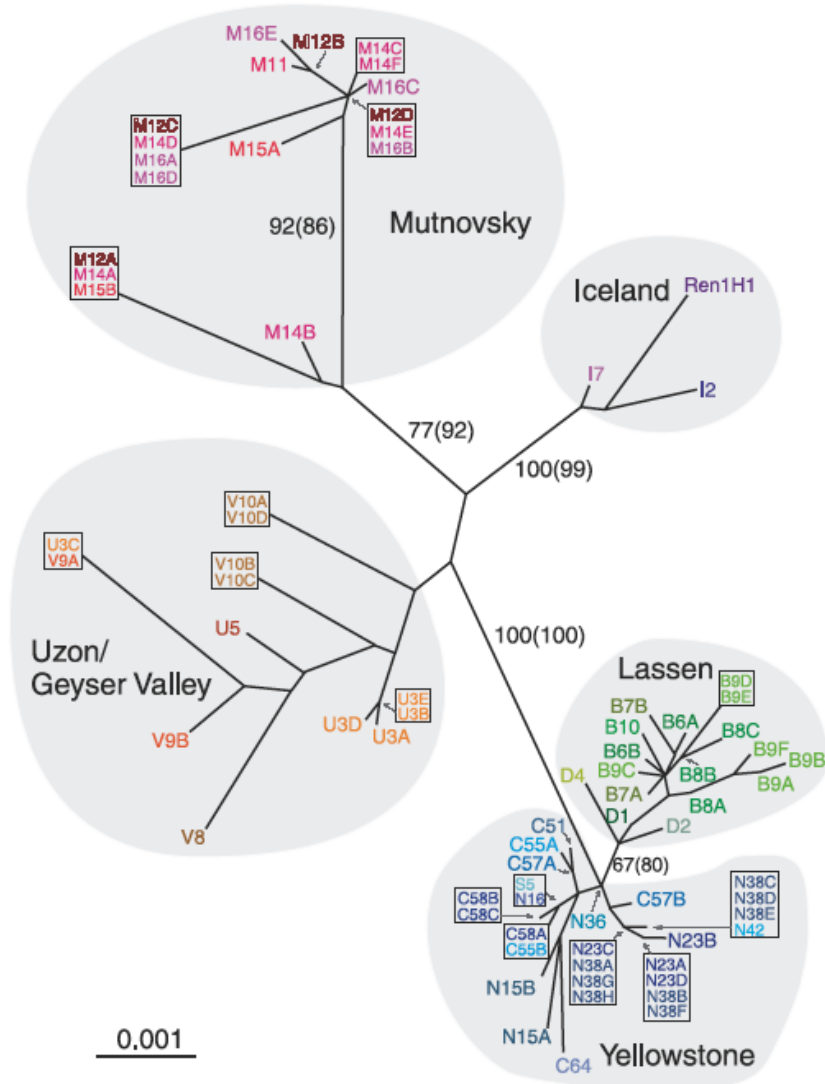 M16E
M12B
M11
M14C
M14F
M16C
M12C
M14D
M16A
M16D
M12D
M14E
M16B
M15A
92(86)
Mutnovsky
M12A
M14A
M15B
M14B
Iceland
Ren1H1
I7
I2
77(92)
100(99)
V10A
V10D
U3C
V9A
V10B
V10C
U5
Uzon/
Geyser Valley
100(100)
U3E
U3B
U3D
U3A
V9B
V8
Lassen
B9D
B9E
B7B
B6A
B10
B8C
B6B
B9F
B9B
B9C
B8B
D4
B7A
B9A
B8A
D1
D2
67(80)
C51
C55A
C57A
S5
N16
C58B
C58C
N36
C57B
N38C
N38D
N38E
N42
C58A
C55B
N23C
N38A
N38G
N38H
N23B
N23A
N23D
N38B
N38F
N15B
N15A
C64
Yellowstone
0.001